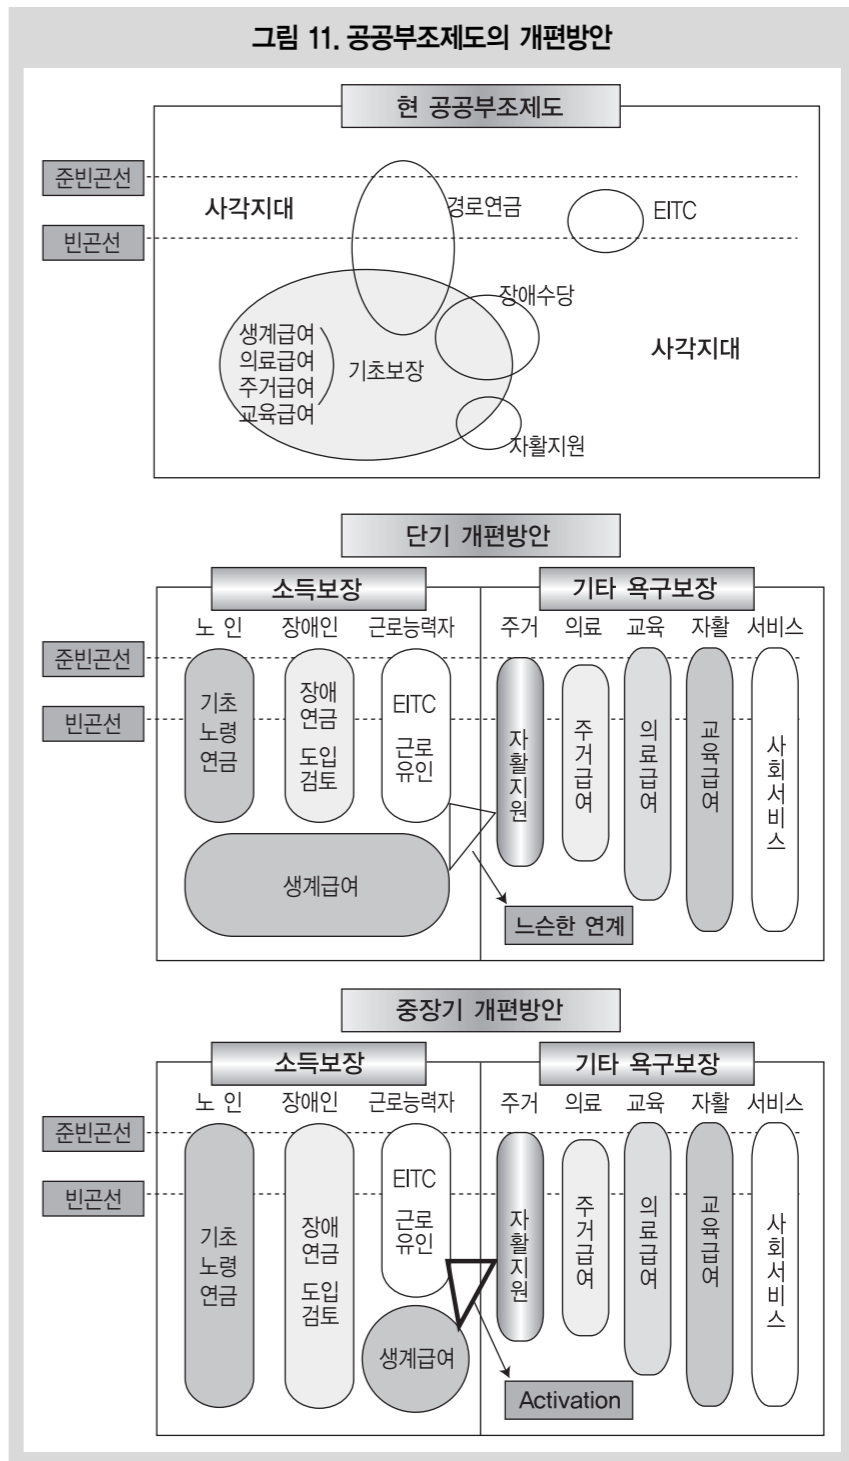 그림 11. 공공부조제도의 개편방안
현 공공부조제도
준빈곤선
사각지대
경로연금
EITC
빈곤선
장애수당
생계급여
의료급여
주거급여
교육급여
기초보장
사각지대
자활지원
단기 개편방안
소득보장
기타 욕구보장
노 인
장애인
근로능력자
주거
의료
교육
자활
서비스
준빈곤선
빈곤선
기초
노령
연금
장애
연금
도입
검토
EITC
근로
유인
자활지원
주거급여
의료급여
교육급여
사회서비스
생계급여
느슨한 연계
중장기 개편방안
소득보장
기타 욕구보장
노 인
장애인
근로능력자
주거
의료
교육
자활
서비스
준빈곤선
빈곤선
기초
노령
연금
장애
연금
도입
검토
EITC
근로
유인
자활지원
주거급여
의료급여
교육급여
사회서비스
생계급여
Activation